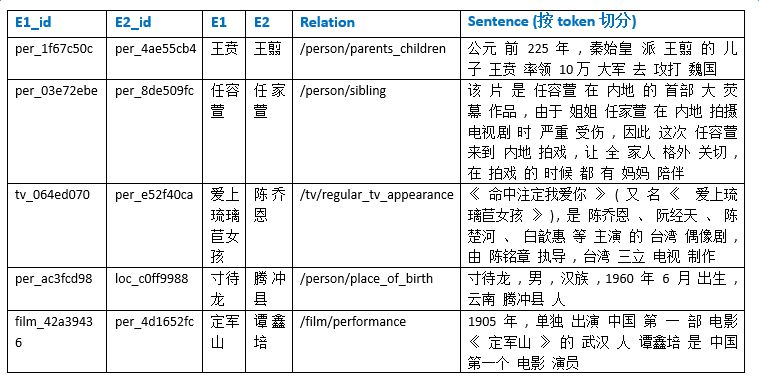 E1_id E2_id E1 E2 Relation Sentence (按 token 切分)
per_1f67c50c per_4ae55cb4 王贲 王翦 /person/parents_children 公元 前 225 年 , 秦始皇 派 王翦 的 儿
子 王贲 率领 10万 大军 去 攻打 魏国
per_03e72ebe per_8de509fc 任容 任家 /person/sibling 该 片 是 任容萱 在 内地 的 首部 大 荧
萱 萱 幕 作品 , 由于 姐姐 任家萱 在 内地 拍摄
电视剧 时 严重 受伤 , 因此 这次 任容萱
来到 内地 拍戏 , 让 全 家人 格外 关切 ,
在 拍戏 的 时候 都 有 妈妈 陪伴
tv_064ed070 per_e52f40ca 爱上 陈乔 /tv/regular_tv_appearance 《 命中注定我爱你 》 ( 又 名 《 爱上琉
琉璃 恩 璃苣女孩 》 ) , 是 陈乔恩 、 阮经天 、 陈
苣女 楚河 、 白歆惠 等 主演 的 台湾 偶像剧 ,
孩 由 陈铭章 执导 , 台湾 三立 电视 制作
per_ac3fcd98 loc_c0ff9988 寸待 腾冲 /person/place_of_birth 寸待龙 , 男 , 汉族 , 1960 年 6 月 出生 ,
龙 县 云南 腾冲县 人
film_42a3943 per_4d1652fc 定军 谭鑫 /film/performance 1905 年 , 单独 出演 中国 第 一 部 电影
6 山 培 《 定军山 》 的 武汉 人 谭鑫培 是 中国
第一个 电影 演员